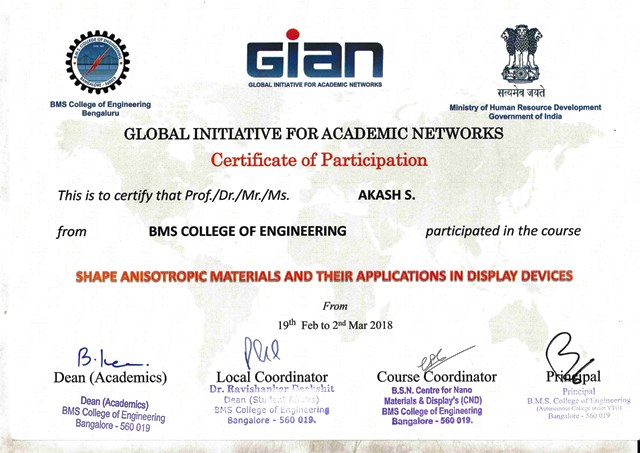 GIAN
GLOBAL INITIATIVE FOR ACADEMIC NETWORKS
BMS College of Engineering
Bengaluru
सत्यमेव जयते
Ministry of Human Resource Development
Government of India
GLOBAL INITIATIVE FOR ACADEMIC NETWORKS
Certificate of Participation
This is to certify that Prof./Dr./Mr./Ms. AKASH S.
from BMS COLLEGE OF ENGINEERING participated in the course
SHAPE ANISOTROPIC MATERIALS AND THEIR APPLICATIONS IN DISPLAY DEVICES
From
19th Feb to 2nd Mar 2018
Dean (Academics) Local Coordinator Course Coordinator Principal
Dean (Academics)
BMS College of Engineering
Bangalore - 560 019
Dr. Ravishankar Deekshit
Dean (Student
BMS College of Engineering
Bangalore - 560 019.
B.S.N. Centre for Nano
Materials & Display's (CND)
BMS College of Engineering
Bangalore - 560 019.
Principal
B.M.S. College of Engineering
(Autonomous College under VTU)
Bangalore - 560 019